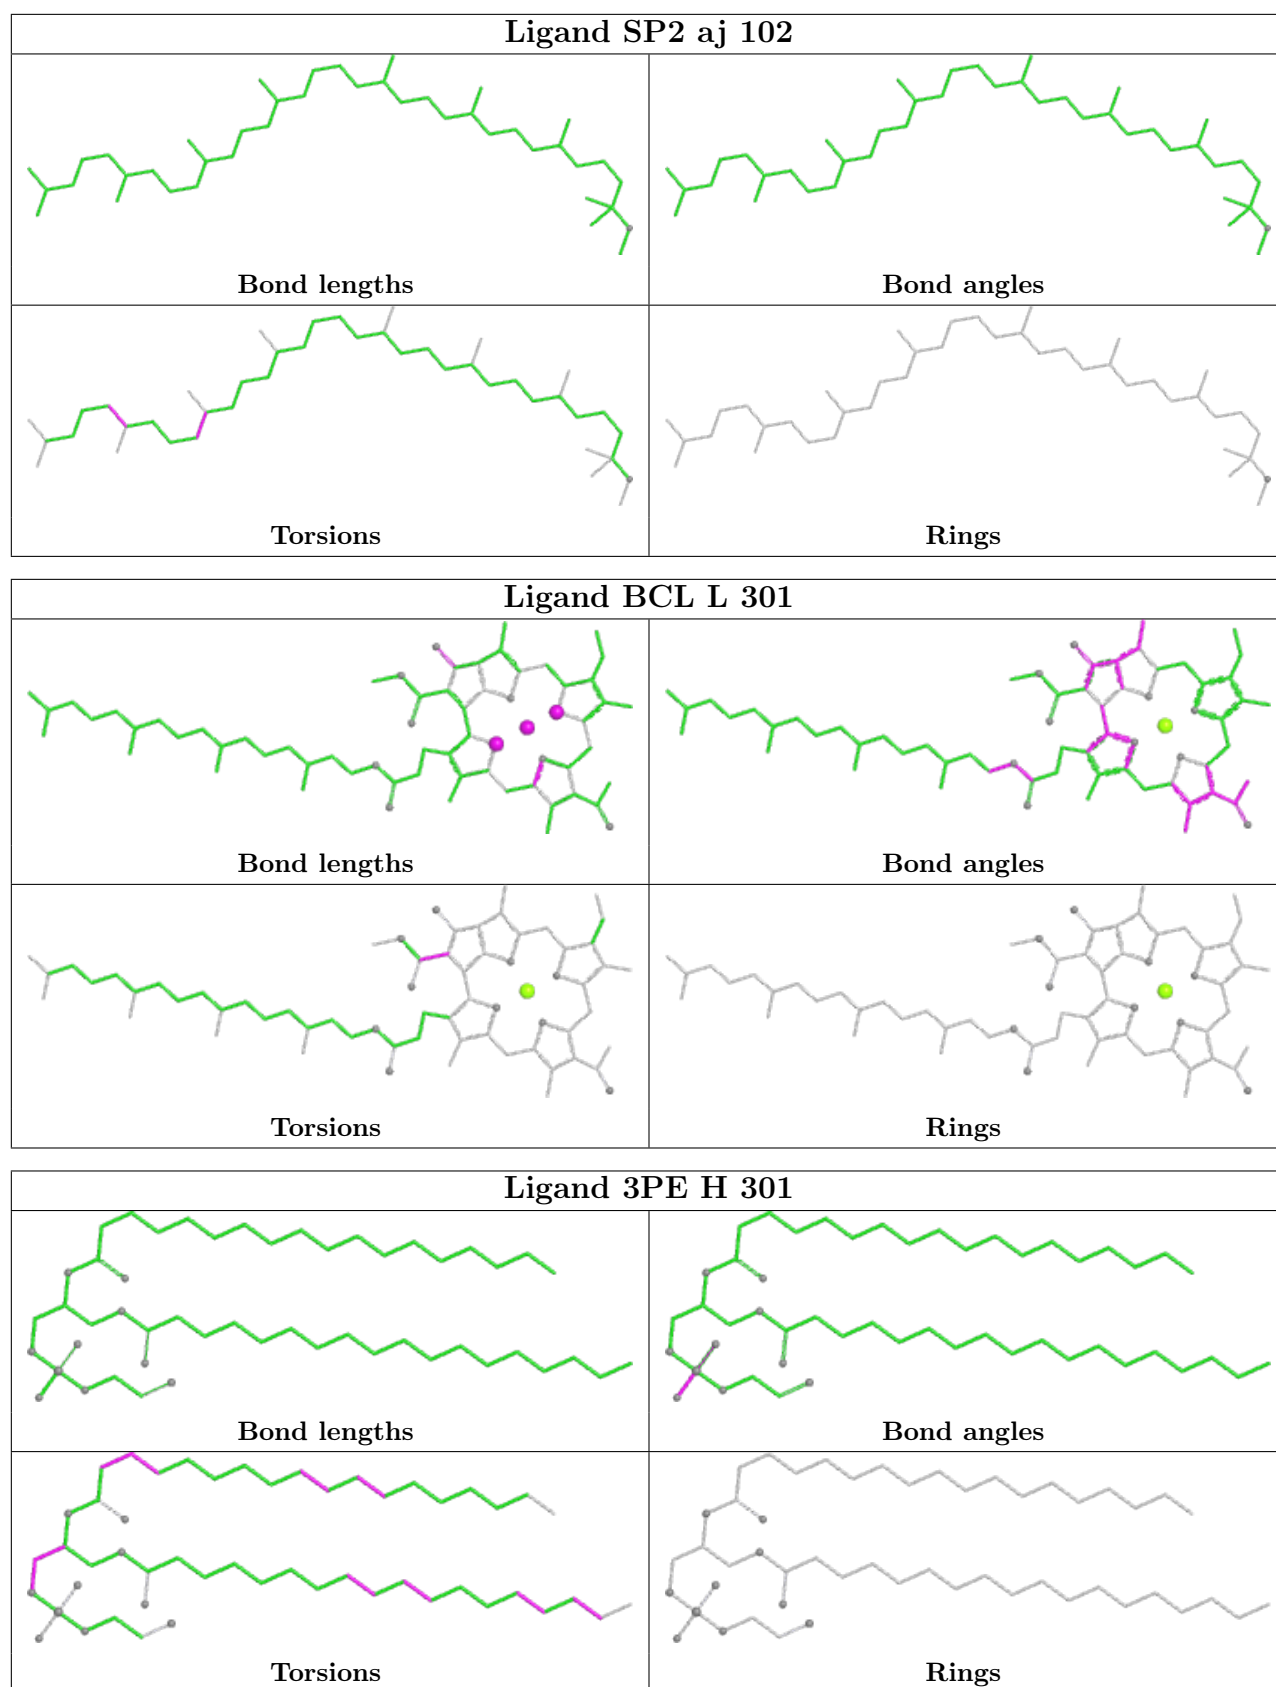 Ligand SP2 aj 102
Bond lengths
Bond angles
Torsions
Rings
Ligand BCL L 301
Bond lengths
Bond angles
Torsions
Rings
Ligand 3PE H 301
Bond lengths
Bond angles
Torsions
Rings